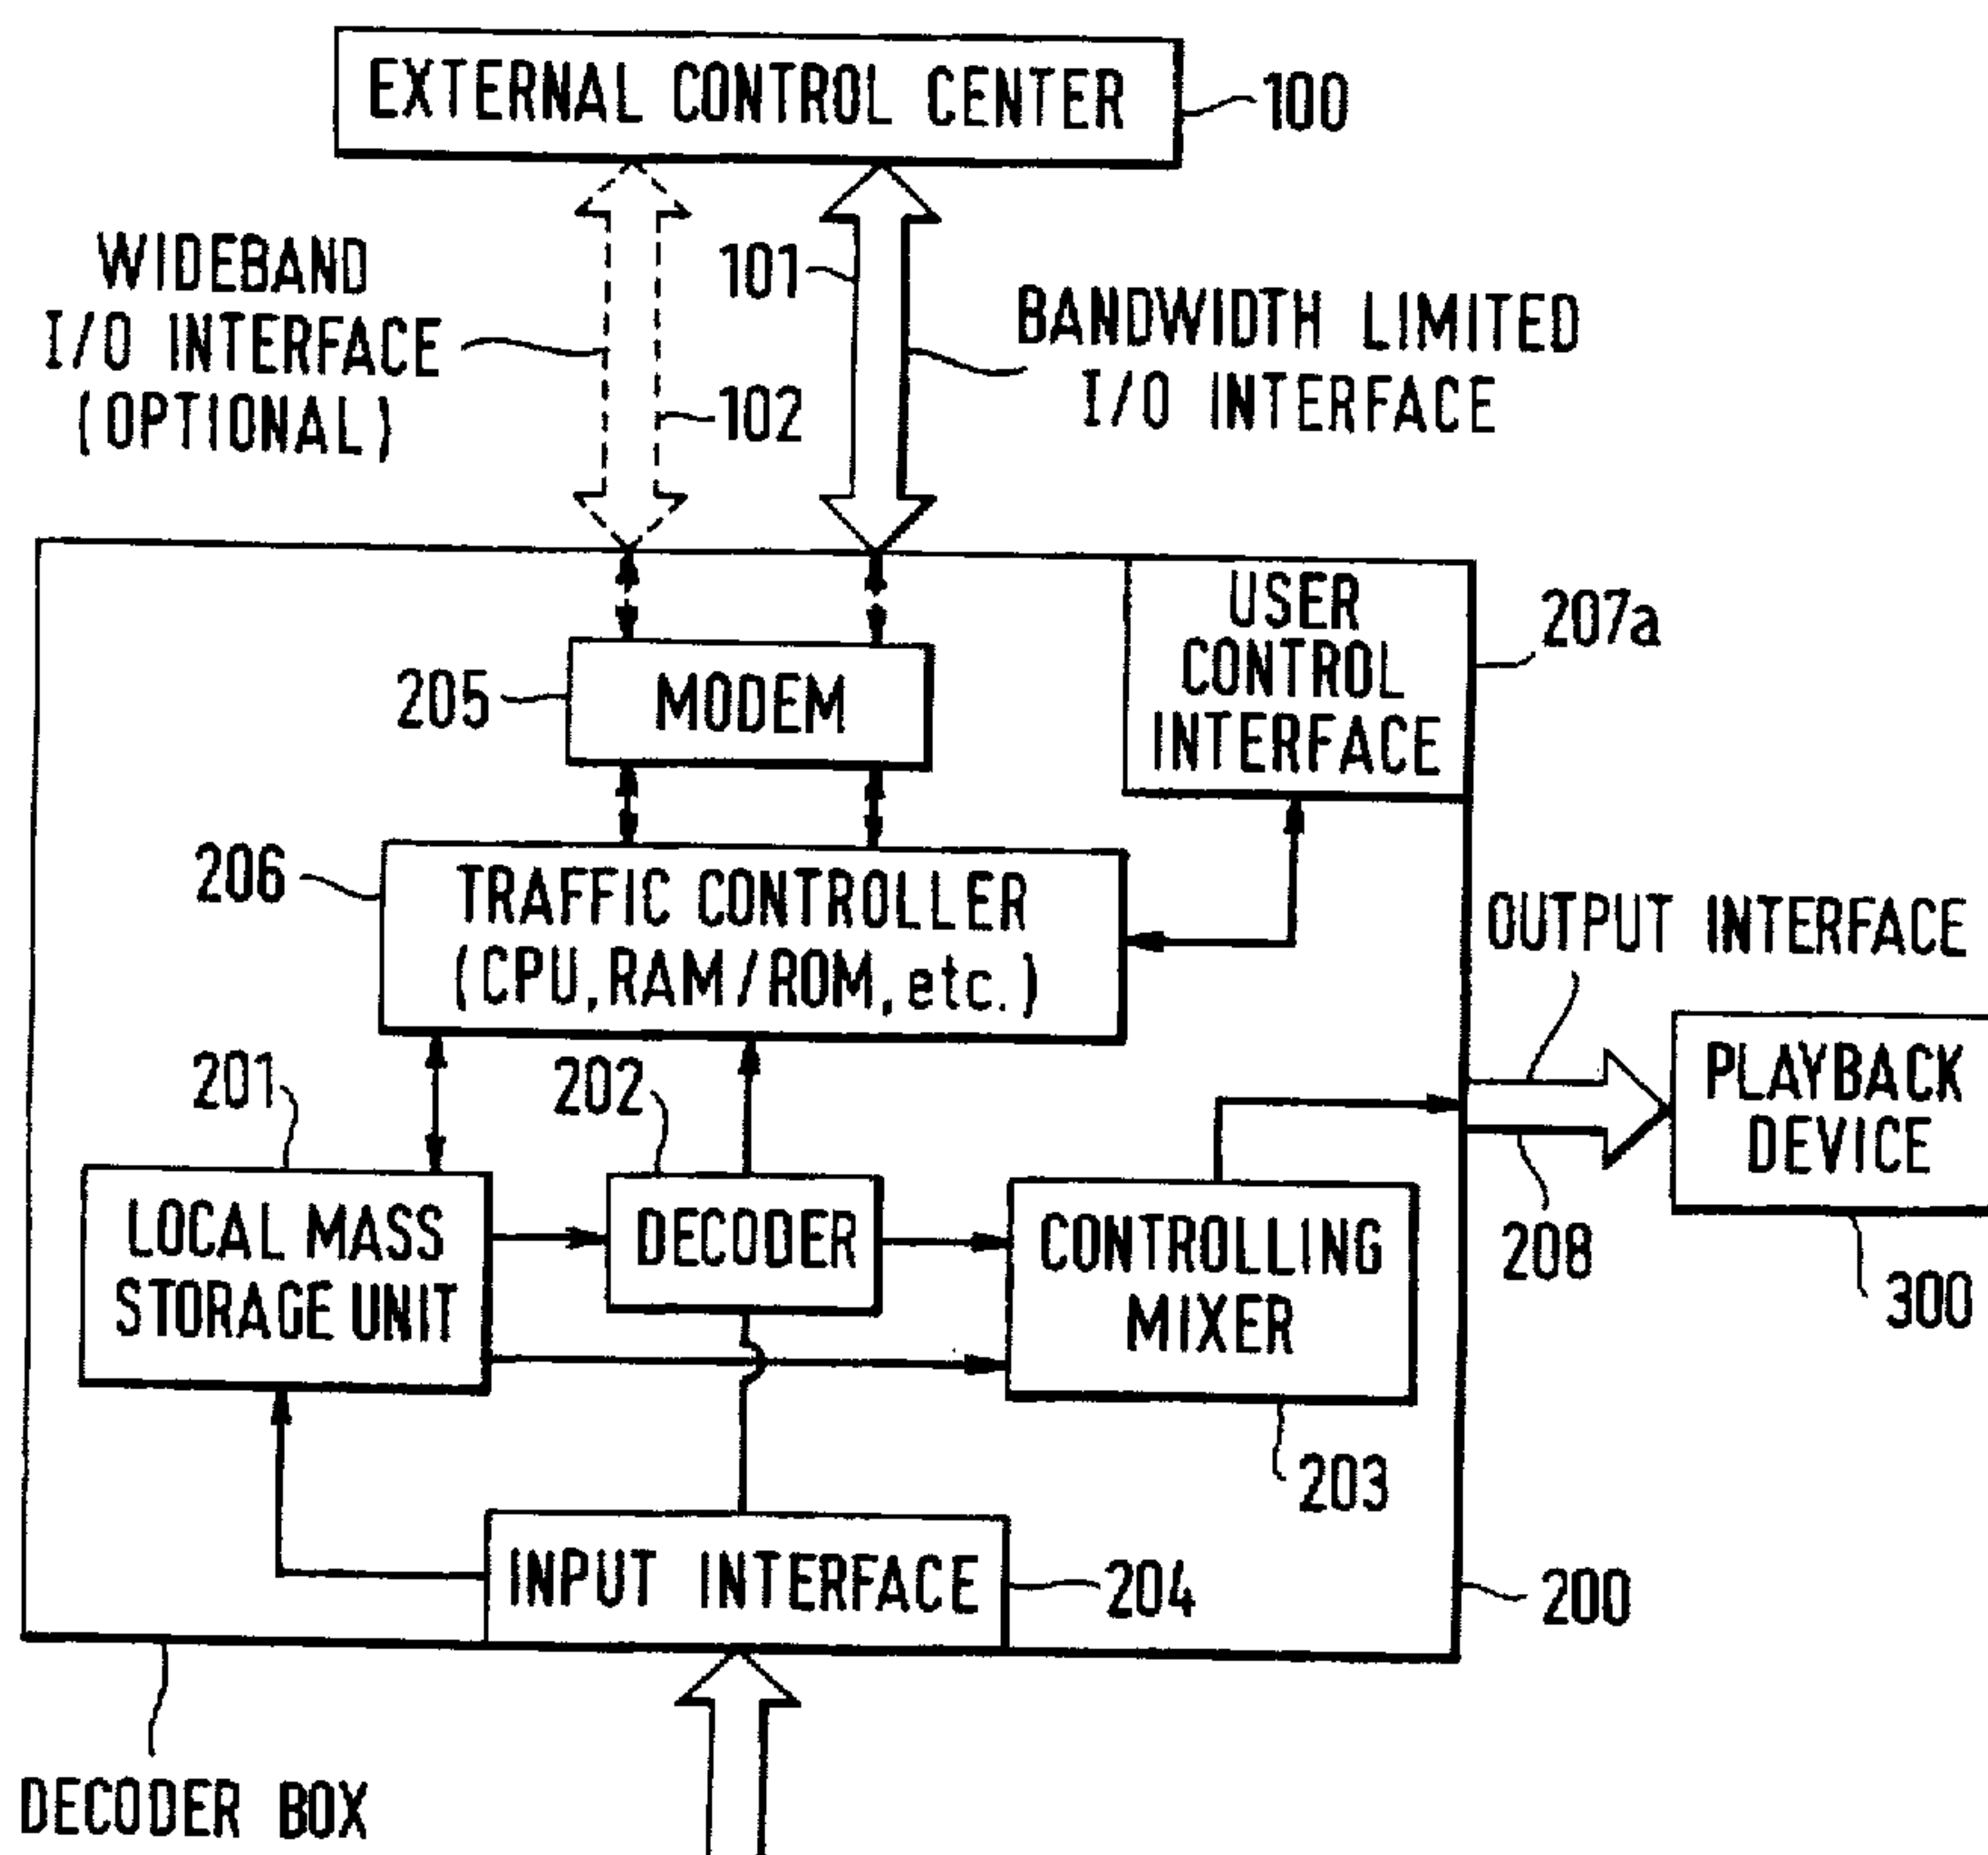 EXTERNAL CONTROL CENTER
100
WIDEBAND
I/O INTERFACE
(OPTIONAL)
101
102
BANDWIDTH LIMITED
I/O INTERFACE
205
MODEM
USER
CONTROL
INTERFACE
207a
206
TRAFFIC CONTROLLER
(CPU, RAM/ROM, etc.)
OUTPUT INTERFACE
201
202
LOCAL MASS
STORAGE UNIT
DECODER
CONTROLLING
MIXER
PLAYBACK
DEVICE
208
300
203
INPUT INTERFACE
204
200
DECODER BOX